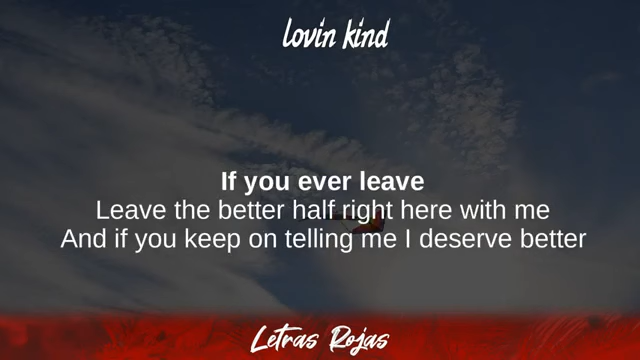 lovin kind
If you ever leave
Leave the better half right here with me
And if you keep on telling me I deserve better
Letras Rojas